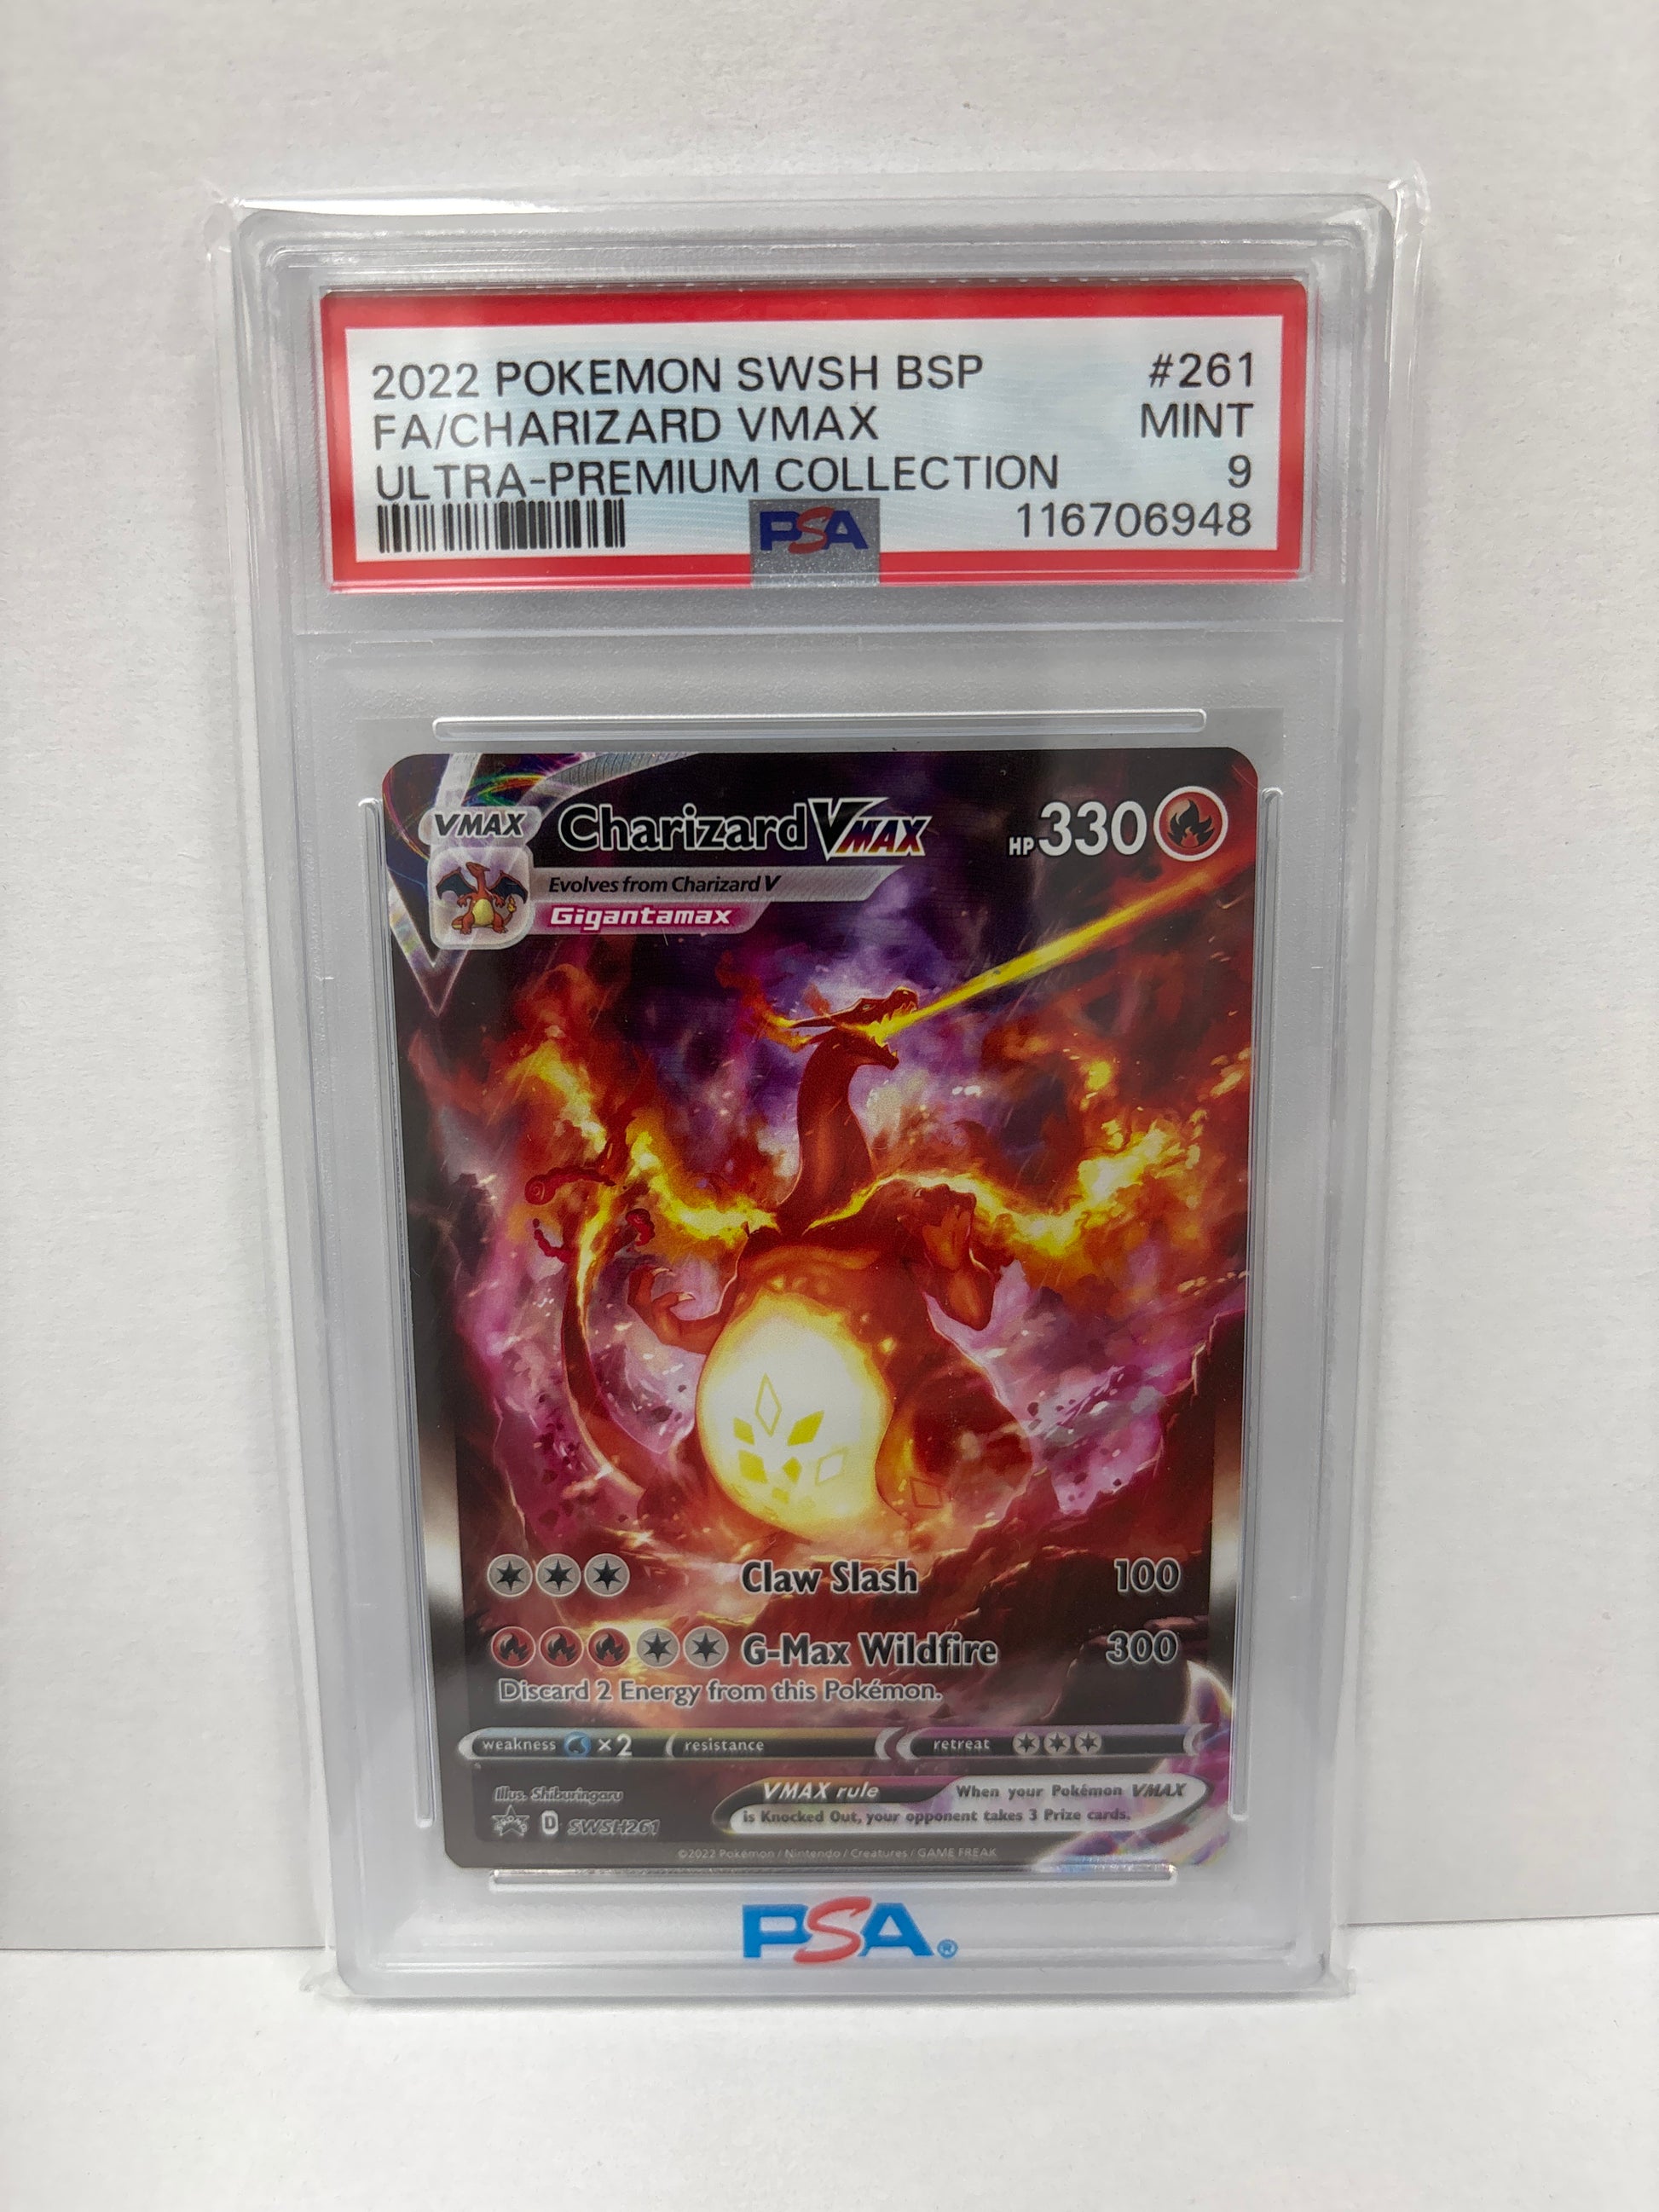 2022 POKEMON SWSH BSP #261
FA/CHARIZARD VMAX MINT
ULTRA-PREMIUM COLLECTION 9
PSA 116706948
VMAX Charizard VMAX HP 330
Evolves from Charizard V
Gigantamax
Claw Slash 100
G-Max Wildfire 300
Discard 2 Energy from this Pokémon.
weakness ×2 resistance retreat
Illus. Shiburingaru
VMAX rule When your Pokémon VMAX
is Knocked Out, your opponent takes 3 Prize cards.
D SWSH261
©2022 Pokémon / Nintendo / Creatures / GAME FREAK
PSA®